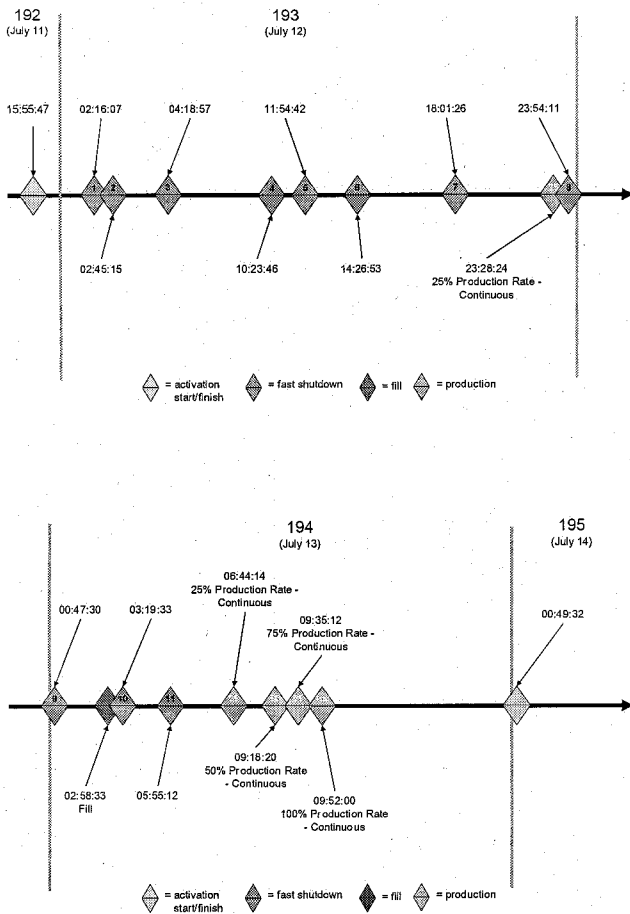 192
(July 11)
193
(July 12)
15:55:47
02:16:07
04:18:57
11:54:42
18:01:26
23:54:11
1
2
3
4
5
6
7
8
02:45:15
10:23:46
14:26:53
23:28:24
25% Production Rate -
Continuous
= activation
start/finish
= fast shutdown
= fill
= production
194
(July 13)
195
(July 14)
06:44:14
25% Production Rate -
Continuous
00:47:30
03:19:33
09:35:12
75% Production Rate -
Continuous
00:49:32
9
10
11
02:58:33
Fill
05:55:12
09:18:20
50% Production Rate
- Continuous
09:52:00
100% Production Rate
- Continuous
= activation
start/finish
= fast shutdown
= fill
= production